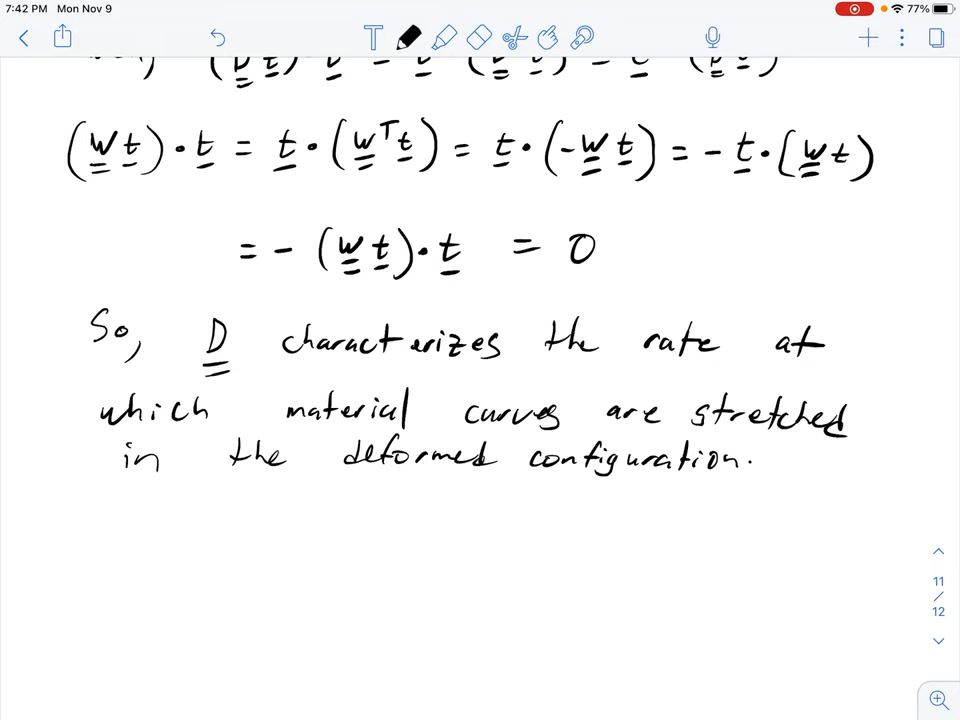 7:42 PM Mon Nov 9 77%
(W t) · t = t · (Wᵀ t) = t · (-W t) = - t · (W t)
= - (W t) · t = 0
So, D characterizes the rate at
which material curves are stretched
in the deformed configuration.
11
/
12